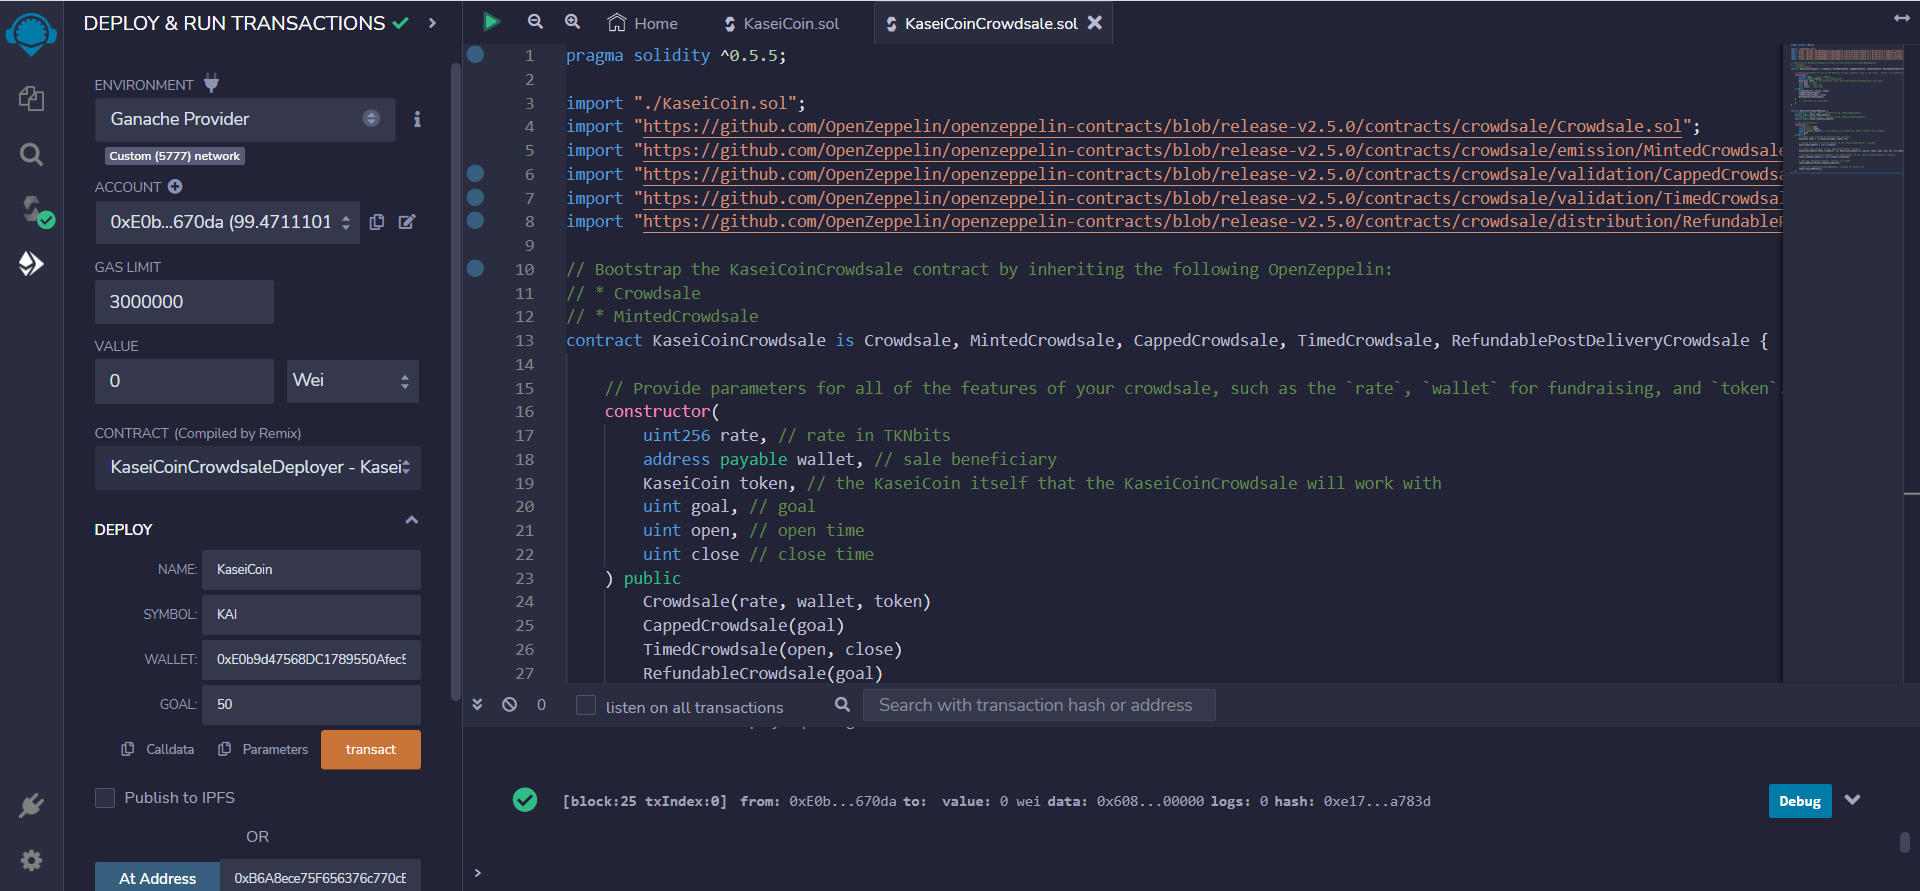 DEPLOY & RUN TRANSACTIONS
ENVIRONMENT
Ganache Provider
Custom (5777) network
ACCOUNT
0xE0b...670da (99.4711101
GAS LIMIT
3000000
VALUE
0
Wei
CONTRACT (Compiled by Remix)
KaseiCoinCrowdsaleDeployer - Kasei
DEPLOY
NAME: KaseiCoin
SYMBOL: KAI
WALLET: 0xE0b9d47568DC1789550Afec5
GOAL: 50
Calldata Parameters transact
Publish to IPFS
OR
At Address 0xB6A8ece75F656376c770cE
Home KaseiCoin.sol KaseiCoinCrowdsale.sol
1 pragma solidity ^0.5.5;
2
3 import "./KaseiCoin.sol";
4 import "https://github.com/OpenZeppelin/openzeppelin-contracts/blob/release-v2.5.0/contracts/crowdsale/Crowdsale.sol";
5 import "https://github.com/OpenZeppelin/openzeppelin-contracts/blob/release-v2.5.0/contracts/crowdsale/emission/MintedCrowdsale
6 import "https://github.com/OpenZeppelin/openzeppelin-contracts/blob/release-v2.5.0/contracts/crowdsale/validation/CappedCrowdsa
7 import "https://github.com/OpenZeppelin/openzeppelin-contracts/blob/release-v2.5.0/contracts/crowdsale/validation/TimedCrowdsal
8 import "https://github.com/OpenZeppelin/openzeppelin-contracts/blob/release-v2.5.0/contracts/crowdsale/distribution/RefundableP
9
10 // Bootstrap the KaseiCoinCrowdsale contract by inheriting the following OpenZeppelin:
11 // * Crowdsale
12 // * MintedCrowdsale
13 contract KaseiCoinCrowdsale is Crowdsale, MintedCrowdsale, CappedCrowdsale, TimedCrowdsale, RefundablePostDeliveryCrowdsale {
14
15 // Provide parameters for all of the features of your crowdsale, such as the `rate`, `wallet` for fundraising, and `token`.
16 constructor(
17 uint256 rate, // rate in TKNbits
18 address payable wallet, // sale beneficiary
19 KaseiCoin token, // the KaseiCoin itself that the KaseiCoinCrowdsale will work with
20 uint goal, // goal
21 uint open, // open time
22 uint close // close time
23 ) public
24 Crowdsale(rate, wallet, token)
25 CappedCrowdsale(goal)
26 TimedCrowdsale(open, close)
27 RefundableCrowdsale(goal)
0 listen on all transactions Search with transaction hash or address
[block:25 txIndex:0] from: 0xE0b...670da to: value: 0 wei data: 0x608...00000 logs: 0 hash: 0xe17...a783d
Debug
>